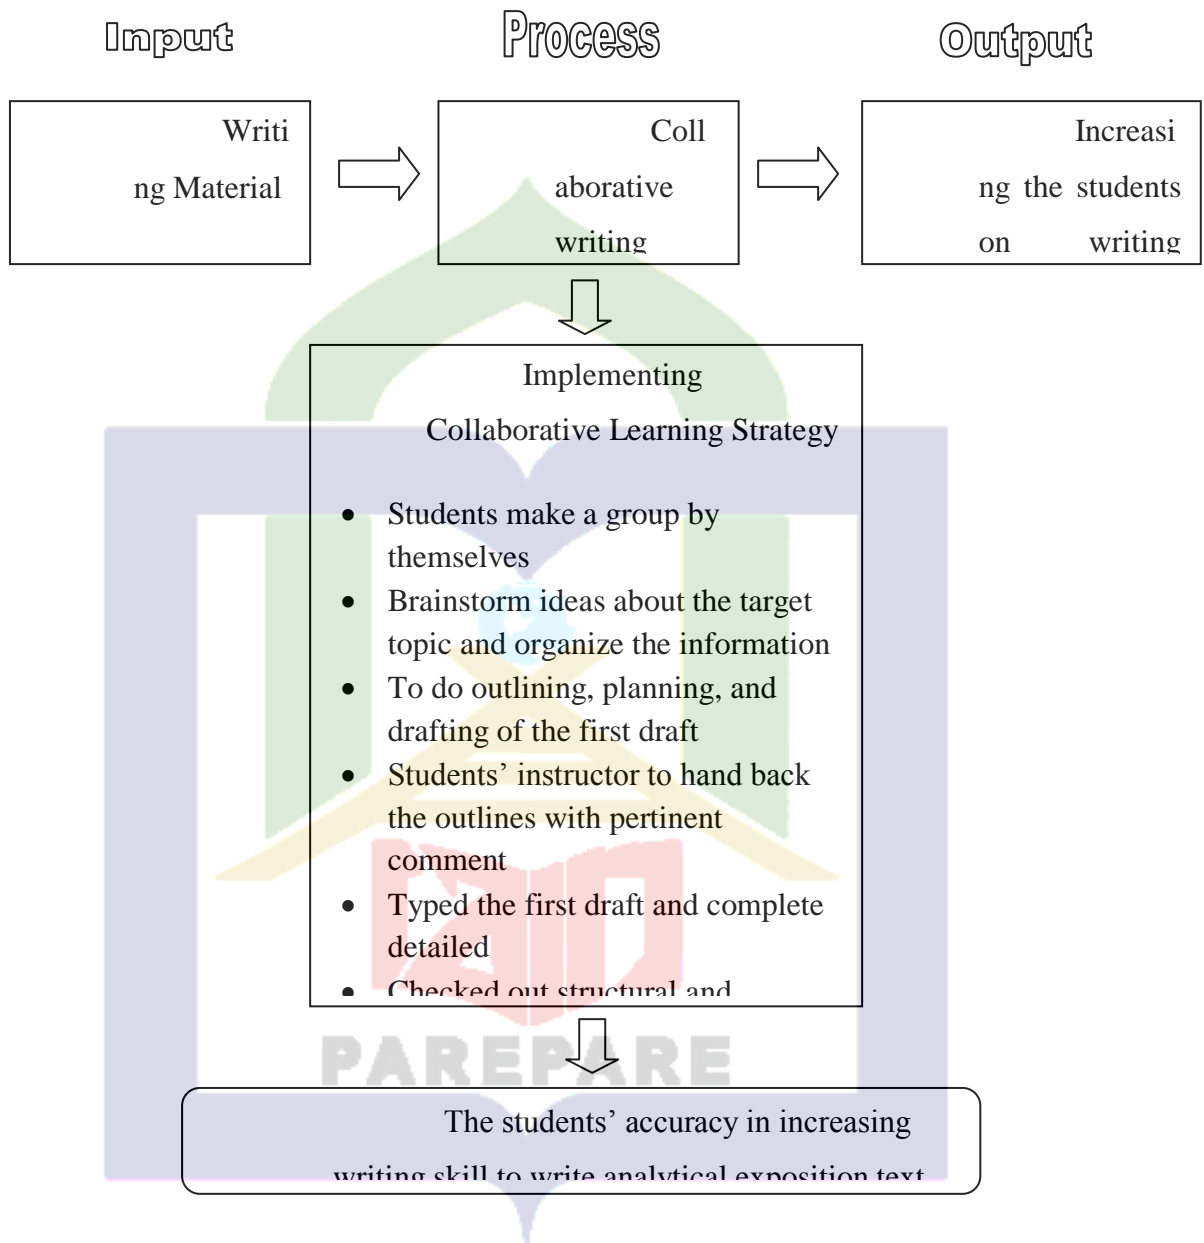 Input
Process
Output
Writi
ng Material
Coll
aborative
writing
Increasi
ng the students
on writing
Implementing
Collaborative Learning Strategy
• Students make a group by
themselves
• Brainstorm ideas about the target
topic and organize the information
• To do outlining, planning, and
drafting of the first draft
• Students’ instructor to hand back
the outlines with pertinent
comment
• Typed the first draft and complete
detailed
• Checked out structural and
PAREPARE
The students’ accuracy in increasing
writing skill to write analytical exposition text